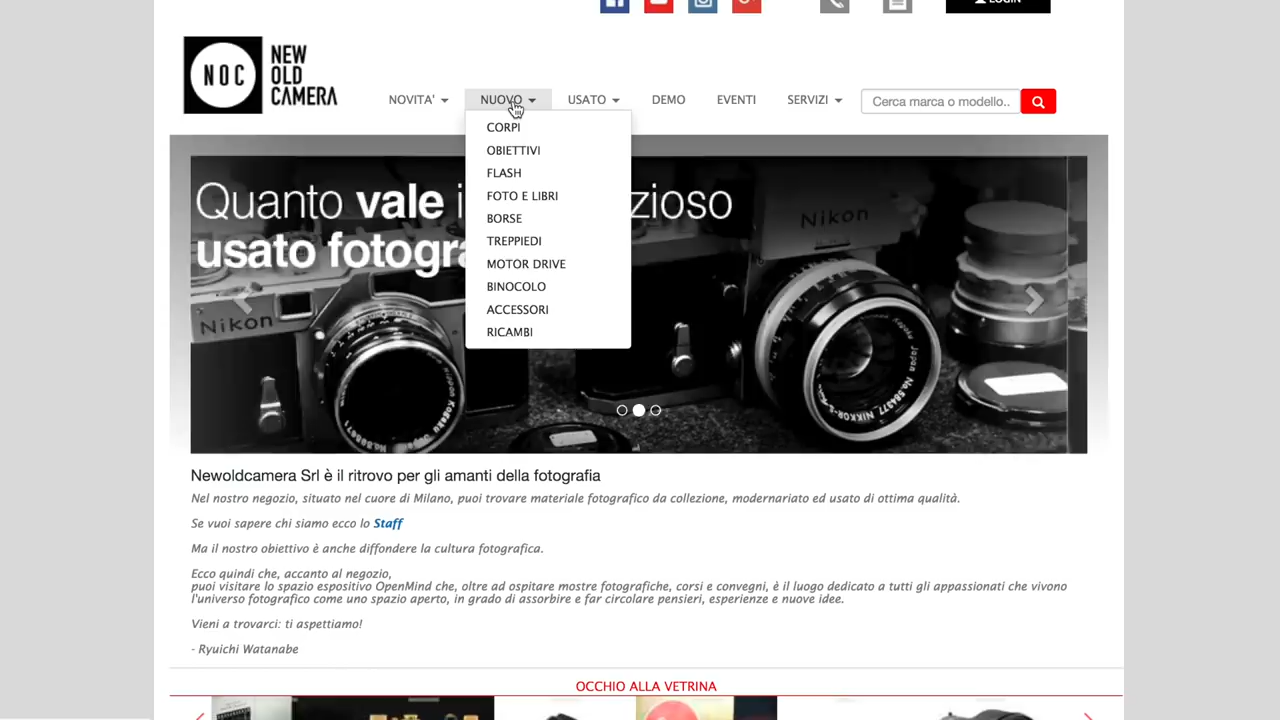 LOGIN
NOC
NEW
OLD
CAMERA
NOVITA'
NUOVO
USATO
DEMO
EVENTI
SERVIZI
Cerca marca o modello..
CORPI
OBIETTIVI
FLASH
FOTO E LIBRI
BORSE
TREPPIEDI
MOTOR DRIVE
BINOCOLO
ACCESSORI
RICAMBI
Quanto vale i zioso
usato fotogra
Nikon
Nikon
Newoldcamera Srl è il ritrovo per gli amanti della fotografia
Nel nostro negozio, situato nel cuore di Milano, puoi trovare materiale fotografico da collezione, modernariato ed usato di ottima qualità.
Se vuoi sapere chi siamo ecco lo Staff
Ma il nostro obiettivo è anche diffondere la cultura fotografica.
Ecco quindi che, accanto al negozio,
puoi visitare lo spazio espositivo OpenMind che, oltre ad ospitare mostre fotografiche, corsi e convegni, è il luogo dedicato a tutti gli appassionati che vivono
l'universo fotografico come uno spazio aperto, in grado di assorbire e far circolare pensieri, esperienze e nuove idee.
Vieni a trovarci: ti aspettiamo!
- Ryuichi Watanabe
OCCHIO ALLA VETRINA